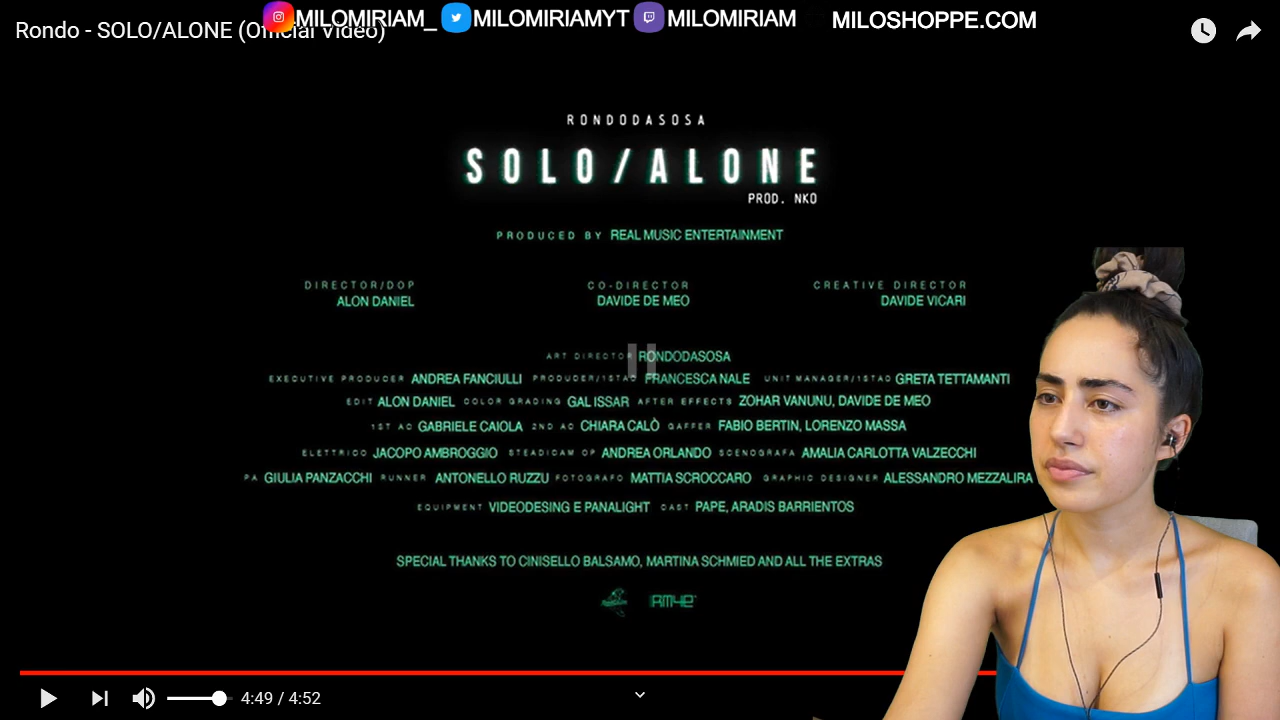 MILOMIRIAM_ MILOMIRIAMYT MILOMIRIAM MILOSHOPPE.COM
Rondo - SOLO/ALONE (Official Video)
RONDODASOSA
SOLO/ALONE
PROD. NKO
PRODUCED BY REAL MUSIC ENTERTAINMENT
DIRECTOR/DOP CO-DIRECTOR CREATIVE DIRECTOR
ALON DANIEL DAVIDE DE MEO DAVIDE VICARI
ART DIRECTOR RONDODASOSA
EXECUTIVE PRODUCER ANDREA FANCIULLI PRODUCER/1STAD FRANCESCA NALE UNIT MANAGER/1STAD GRETA TETTAMANTI
EDIT ALON DANIEL COLOR GRADING GAL ISSAR AFTER EFFECTS ZOHAR VANUNU, DAVIDE DE MEO
1ST AC GABRIELE CAIOLA 2ND AC CHIARA CALÒ GAFFER FABIO BERTIN, LORENZO MASSA
ELETTRICO JACOPO AMBROGGIO STEADICAM OP ANDREA ORLANDO SCENOGRAFA AMALIA CARLOTTA VALZECCHI
PA GIULIA PANZACCHI RUNNER ANTONELLO RUZZU FOTOGRAFO MATTIA SCROCCARO GRAPHIC DESIGNER ALESSANDRO MEZZALIRA
EQUIPMENT VIDEODESING E PANALIGHT CAST PAPE, ARADIS BARRIENTOS
SPECIAL THANKS TO CINISELLO BALSAMO, MARTINA SCHMIED AND ALL THE EXTRAS
4:49 / 4:52